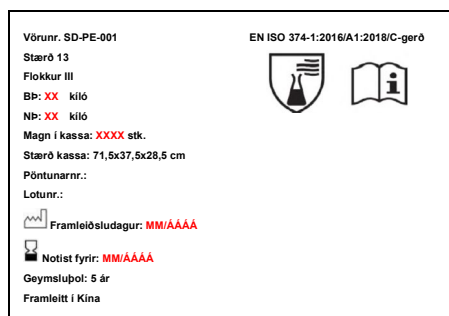 Vörunr. SD-PE-001
EN ISO 374-1:2016/A1:2018/C-gerð
Stærð 13
Flokkur III
BÞ: XX kíló
NÞ: XX kíló
Magn í kassa: XXXX stk.
Stærð kassa: 71,5x37,5x28,5 cm
Pöntunarnr.:
Lotunr.:
Framleiðsludagur: MM/ÁÁÁÁ
Notist fyrir: MM/ÁÁÁÁ
Geymsluþol: 5 ár
Framleitt í Kína